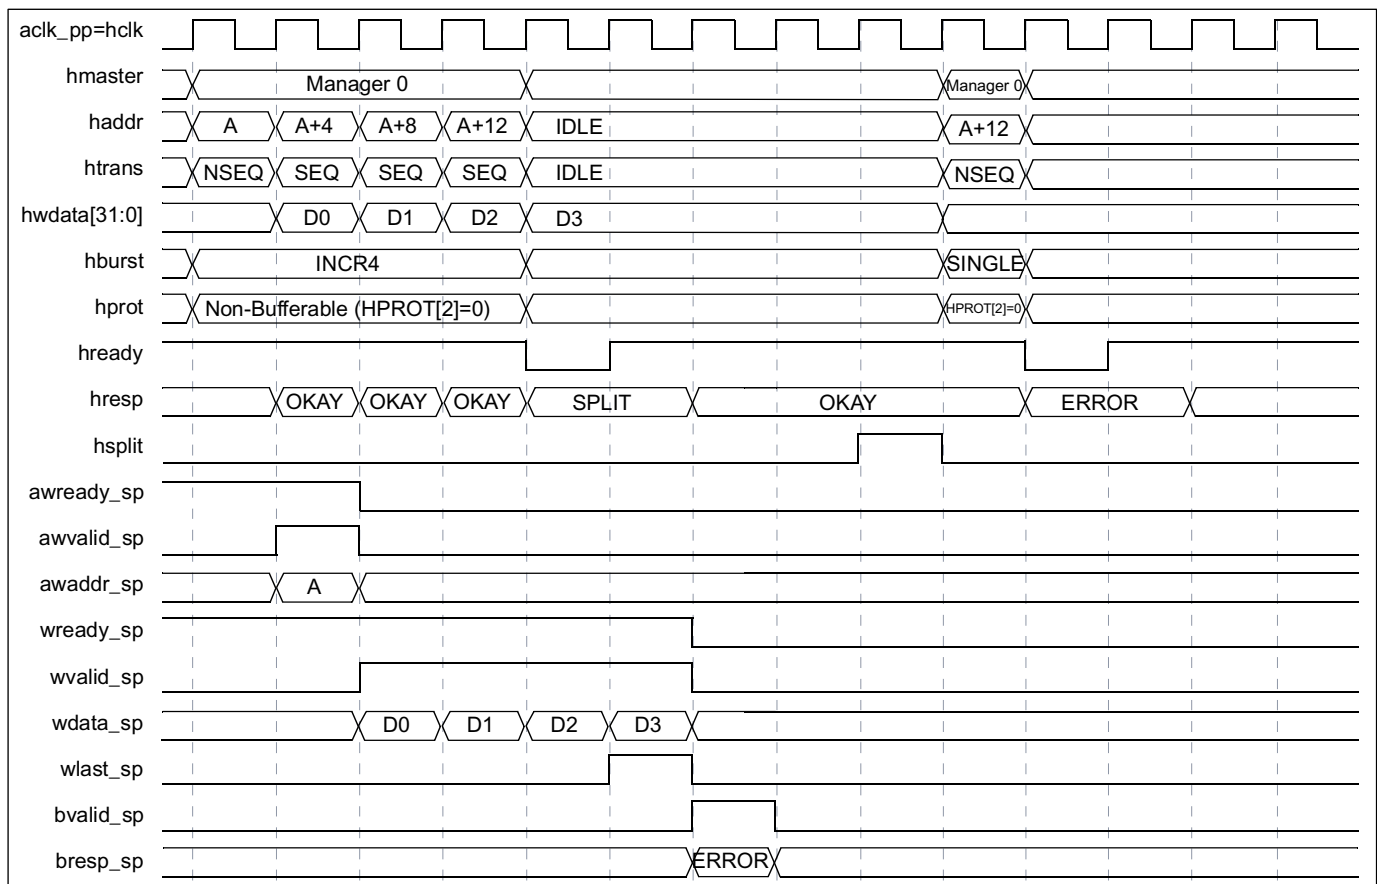 aclk_pp=hclk
hmaster Manager 0 Manager 0
haddr A A+4 A+8 A+12 IDLE A+12
htrans NSEQ SEQ SEQ SEQ IDLE NSEQ
hwdata[31:0] D0 D1 D2 D3
hburst INCR4 SINGLE
hprot Non-Bufferable (HPROT[2]=0) HPROT[2]=0
hready
hresp OKAY OKAY OKAY SPLIT OKAY ERROR
hsplit
awready_sp
awvalid_sp
awaddr_sp A
wready_sp
wvalid_sp
wdata_sp D0 D1 D2 D3
wlast_sp
bvalid_sp
bresp_sp ERROR